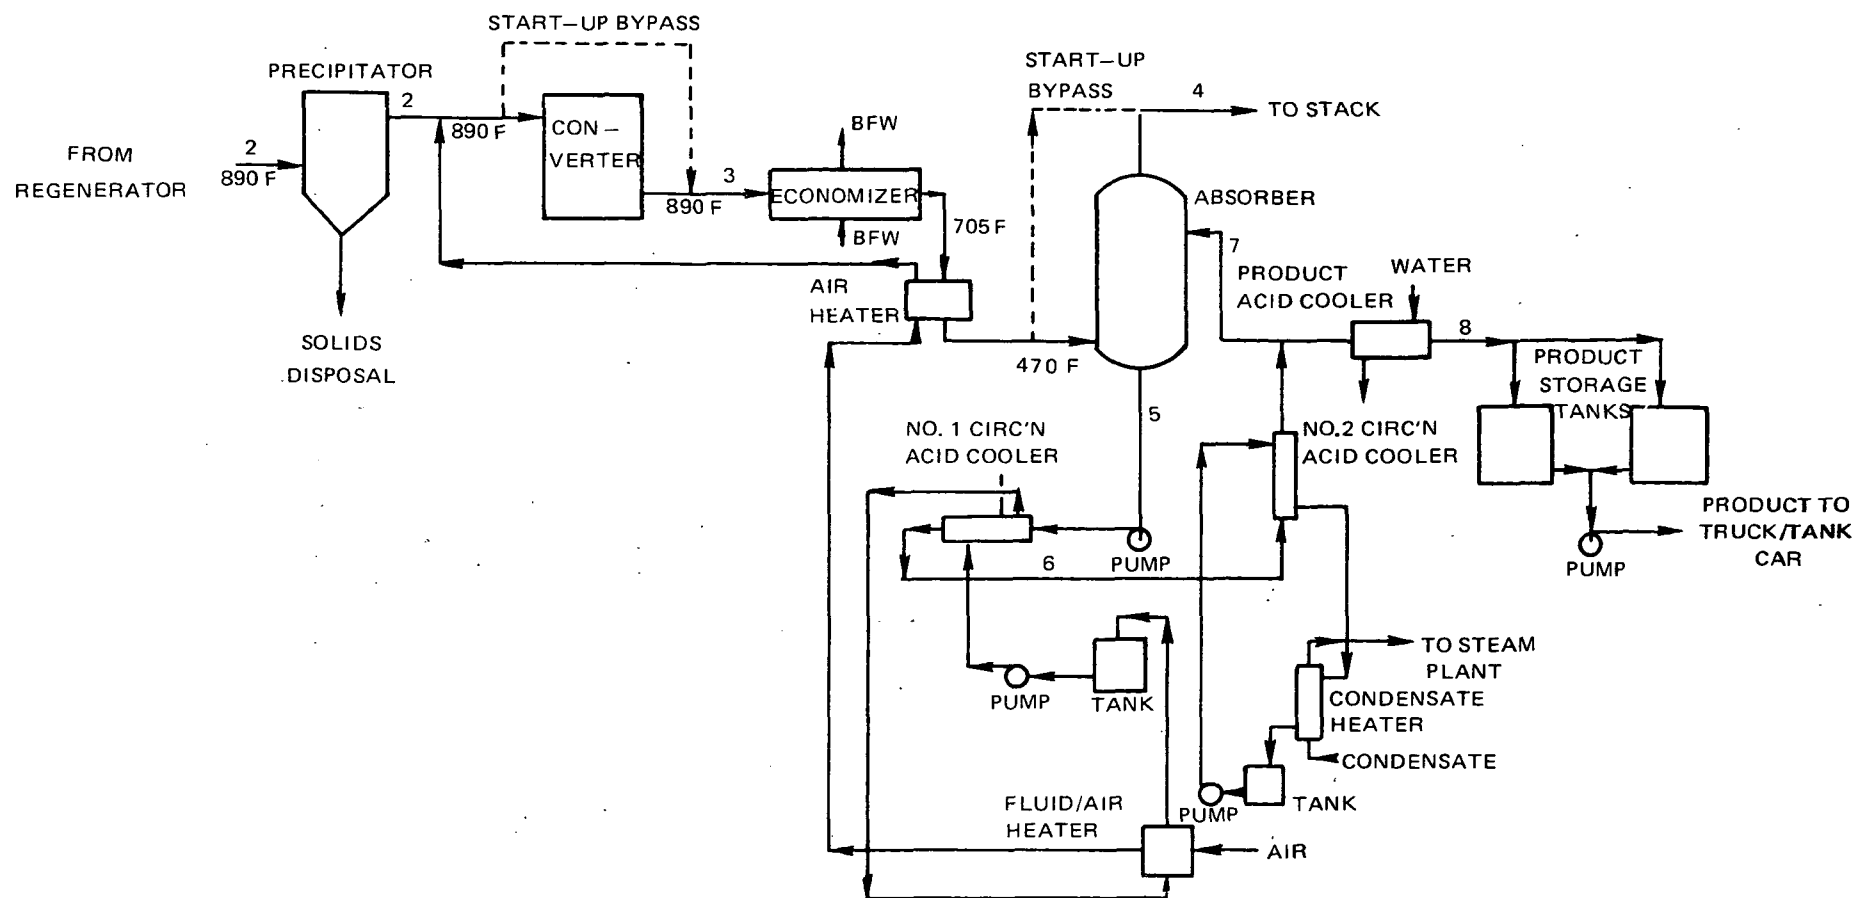 START-UP BYPASS
PRECIPITATOR
2
890 F
CON-
VERTER
FROM
REGENERATOR
2
890 F
SOLIDS
DISPOSAL
3
890 F
BFW
ECONOMIZER
BFW
705 F
AIR
HEATER
START-UP
BYPASS
4
TO STACK
ABSORBER
7
470 F
5
PRODUCT
ACID COOLER
WATER
8
PRODUCT
STORAGE
TANKS
NO. 1 CIRC'N
ACID COOLER
NO.2 CIRC'N
ACID COOLER
PUMP
6
PRODUCT TO
TRUCK/TANK
CAR
PUMP
PUMP
TANK
TO STEAM
PLANT
CONDENSATE
HEATER
CONDENSATE
TANK
PUMP
FLUID/AIR
HEATER
AIR